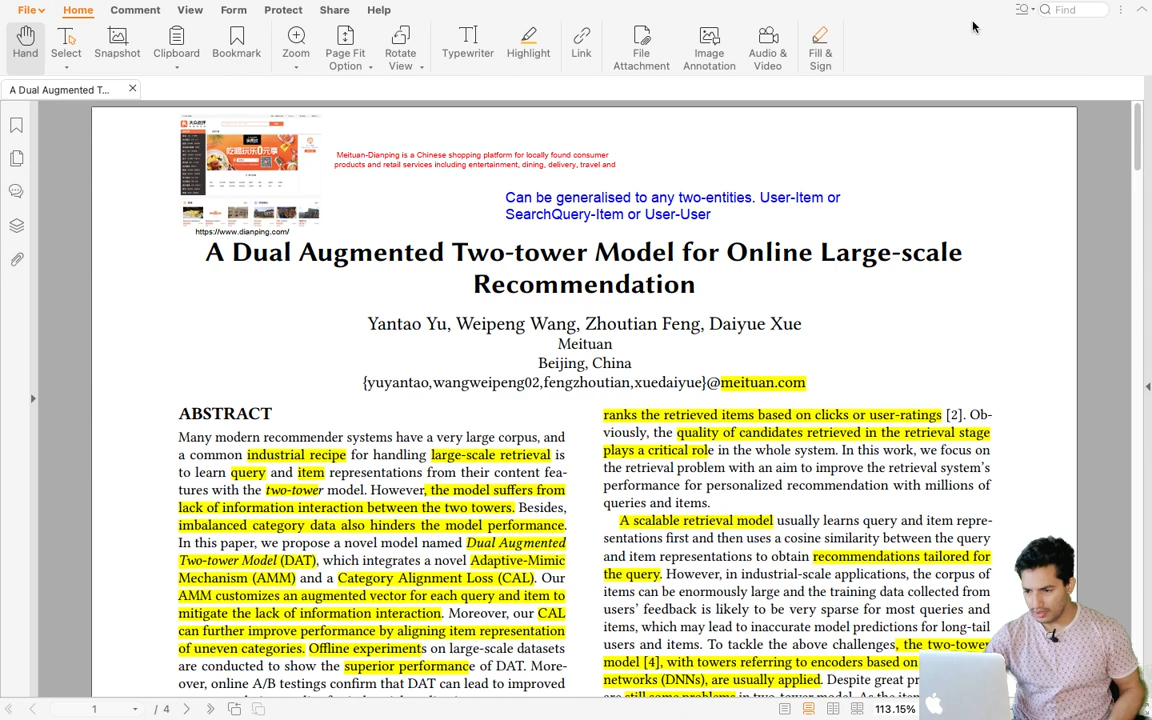 File
Home
Comment
View
Form
Protect
Share
Help
Find
Hand
Select
Snapshot
Clipboard
Bookmark
Zoom
Page Fit
Option
Rotate
View
Typewriter
Highlight
Link
File
Attachment
Image
Annotation
Audio &
Video
Fill &
Sign
A Dual Augmented T...
Meituan-Dianping is a Chinese shopping platform for locally found consumer
products and retail services including entertainment, dining, delivery, travel and
Can be generalised to any two-entities. User-Item or
SearchQuery-Item or User-User
https://www.dianping.com/
A Dual Augmented Two-tower Model for Online Large-scale
Recommendation
Yantao Yu, Weipeng Wang, Zhoutian Feng, Daiyue Xue
Meituan
Beijing, China
{yuyantao,wangweipeng02,fengzhoutian,xuedaiyue}@meituan.com
ABSTRACT
Many modern recommender systems have a very large corpus, and
a common industrial recipe for handling large-scale retrieval is
to learn query and item representations from their content fea-
tures with the two-tower model. However, the model suffers from
lack of information interaction between the two towers. Besides,
imbalanced category data also hinders the model performance.
In this paper, we propose a novel model named Dual Augmented
Two-tower Model (DAT), which integrates a novel Adaptive-Mimic
Mechanism (AMM) and a Category Alignment Loss (CAL). Our
AMM customizes an augmented vector for each query and item to
mitigate the lack of information interaction. Moreover, our CAL
can further improve performance by aligning item representation
of uneven categories. Offline experiments on large-scale datasets
are conducted to show the superior performance of DAT. More-
over, online A/B testings confirm that DAT can lead to improved
ranks the retrieved items based on clicks or user-ratings [2]. Ob-
viously, the quality of candidates retrieved in the retrieval stage
plays a critical role in the whole system. In this work, we focus on
the retrieval problem with an aim to improve the retrieval system's
performance for personalized recommendation with millions of
queries and items.
A scalable retrieval model usually learns query and item repre-
sentations first and then uses a cosine similarity between the query
and item representations to obtain recommendations tailored for
the query. However, in industrial-scale applications, the corpus of
items can be enormously large and the training data collected from
users' feedback is likely to be very sparse for most queries and
items, which may lead to inaccurate model predictions for long-tail
users and items. To tackle the above challenges, the two-tower
model [4], with towers referring to encoders based on
networks (DNNs), are usually applied. Despite great pr
are still some problems in two-tower model. As the
1
/ 4
113.15%